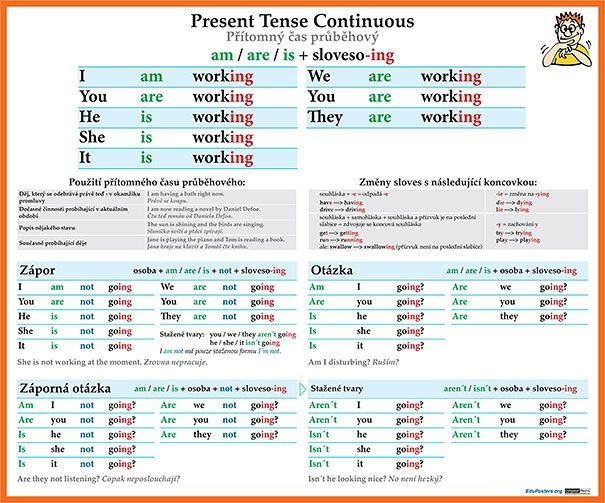 Present Tense Continuous
Přítomný čas průběhový
am / are / is + sloveso-ing
I am working
You are working
He is working
She is working
It is working
We are working
You are working
They are working
Použití přítomného času průběhového:
Děj, který se odehrává právě teď - v okamžiku promluvy
I am having a bath right now.
Právě se koupu.
Dočasné činnosti probíhající v aktuálním období
I am now reading a novel by Daniel Defoe.
Čtu teď román od Daniela Defoa.
Popis nějakého stavu
The sun is shining and the birds are singing.
Sluníčko svítí a ptáci zpívají.
Současně probíhající děje
Jane is playing the piano and Tom is reading a book.
Jana hraje na klavír a Tomáš čte knihu.
Změny sloves s následující koncovkou:
souhláska + -e = odpadá -e
have —> having
drive —> driving
souhláska + samohláska + souhláska a přízvuk je na poslední
slabice = zdvojuje se koncová souhláska
get —> getting
run —> running
ale: swallow —> swallowing (přízvuk není na poslední slabice)
-ie = změna na -ying
die —> dying
lie —> lying
-y = zachování y
try —> trying
play —> playing
Zápor osoba + am / are / is + not + sloveso-ing
I am not going
You are not going
He is not going
She is not going
It is not going
We are not going
You are not going
They are not going
Stažené tvary: you / we / they aren´t going
he / she / it isn´t going
I am not má pouze staženou formu I´m not.
She is not working at the moment. Zrovna nepracuje.
Otázka am / are / is + osoba + sloveso-ing
Am I going?
Are you going?
Is he going?
Is she going?
Is it going?
Are we going?
Are you going?
Are they going?
Am I disturbing? Ruším?
Záporná otázka am / are / is + osoba + not + sloveso-ing
Am I not going?
Are you not going?
Is he not going?
Is she not going?
Is it not going?
Are we not going?
Are you not going?
Are they not going?
Are they not listening? Copak neposlouchají?
Stažené tvary aren´t / isn´t + osoba + sloveso-ing
Aren´t I going?
Aren´t you going?
Isn´t he going?
Isn´t she going?
Isn´t it going?
Aren´t we going?
Aren´t you going?
Aren´t they going?
Isn't he looking nice? No není hezký?
EduPosters.org